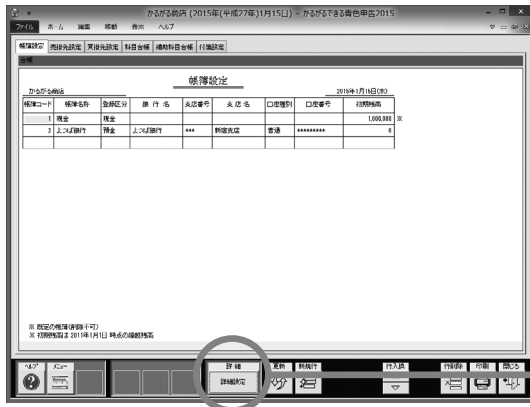 かるがる商店 (2015年(平成27年)1月15日) - かるがるできる青色申告2015
ファイル ホーム 編集 移動 表示 ヘルプ
帳簿設定 売掛先設定 買掛先設定 科目台帳 補助科目台帳 付箋設定
台帳
帳簿設定
かるがる商店 2015年1月15日(木)
帳簿コード 帳簿名称 登録区分 銀行名 支店番号 支店名 口座種別 口座番号 初期残高
1 現金 現金 1,000,000 ※
2 よつば銀行 預金 よつば銀行 *** 新宿支店 普通 ********* 0
※ 既定の帳簿(削除不可)
※ 初期残高は 2011年1月1日 時点の繰越残高
ヘルプ メニュー 詳細 更新 新規行 行入換 行削除 印刷 閉じる
詳細設定